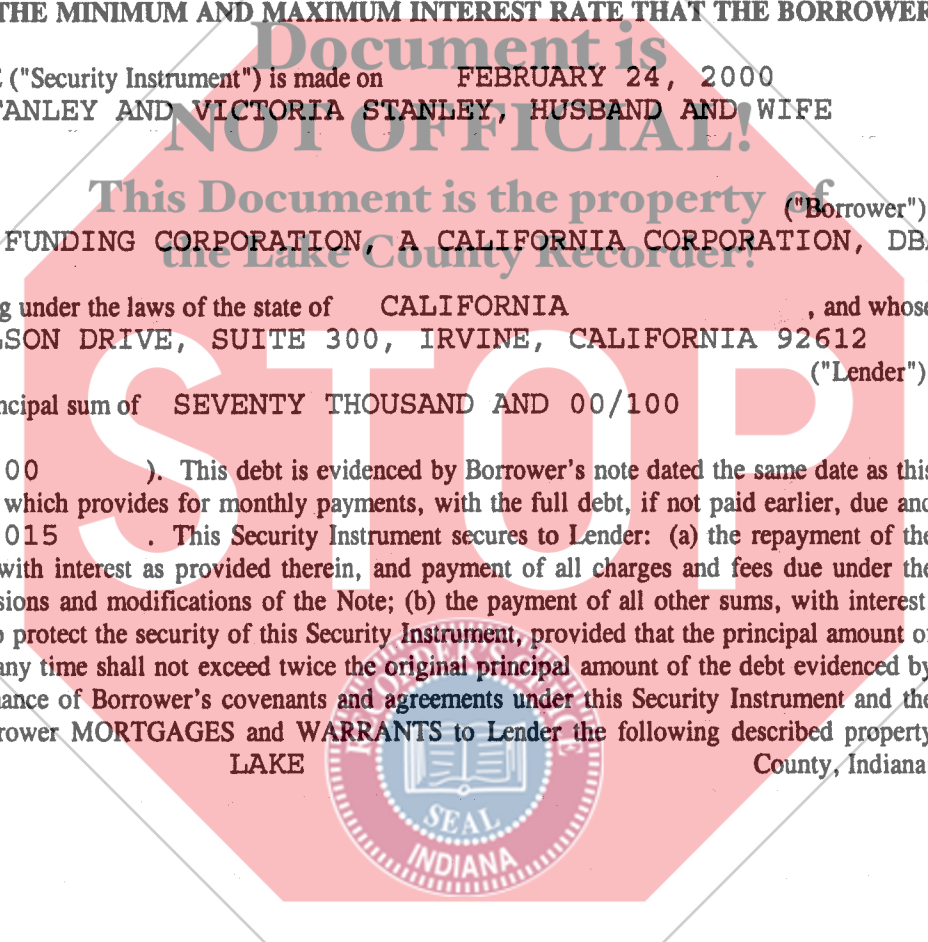 THE MINIMUM AND MAXIMUM INTEREST RATE THAT THE BORROWER
Document is
("Security Instrument") is made on FEBRUARY 24, 2000
TANLEY AND VICTORIA STANLEY, HUSBAND AND WIFE
NOT OFFICIAL!
This Document is the property of
("Borrower")
FUNDING CORPORATION, A CALIFORNIA CORPORATION, DBA
the Lake County Recorder!
g under the laws of the state of CALIFORNIA , and whose
LSON DRIVE, SUITE 300, IRVINE, CALIFORNIA 92612
("Lender")
ncipal sum of SEVENTY THOUSAND AND 00/100
STOP
00 ). This debt is evidenced by Borrower's note dated the same date as this
which provides for monthly payments, with the full debt, if not paid earlier, due and
015 . This Security Instrument secures to Lender: (a) the repayment of the
with interest as provided therein, and payment of all charges and fees due under the
sions and modifications of the Note; (b) the payment of all other sums, with interest
o protect the security of this Security Instrument, provided that the principal amount of
any time shall not exceed twice the original principal amount of the debt evidenced by
nance of Borrower's covenants and agreements under this Security Instrument and the
rrower MORTGAGES and WARRANTS to Lender the following described property
LAKE County, Indiana
RECORDER'S OFFICE
SEAL
INDIANA